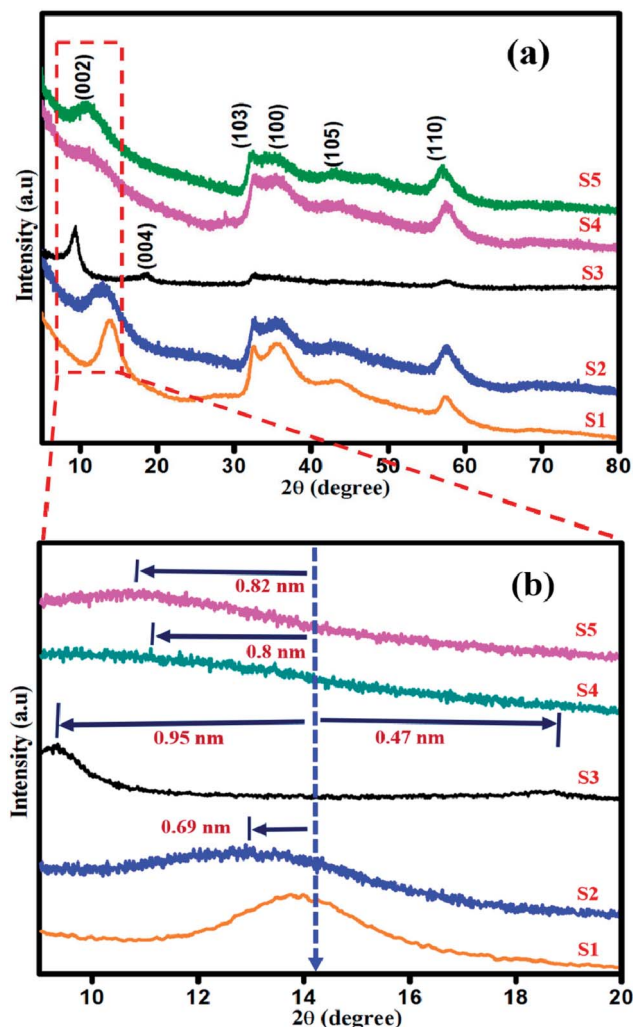 (a)
(002)
(103)
(100)
(105)
(110)
(004)
S5
S4
S3
S2
S1
Intensity (a.u)
10 20 30 40 50 60 70 80
2θ (degree)
(b)
0.82 nm
S5
0.8 nm
S4
0.95 nm
0.47 nm
S3
0.69 nm
S2
S1
Intensity (a.u)
10 12 14 16 18 20
2θ (degree)